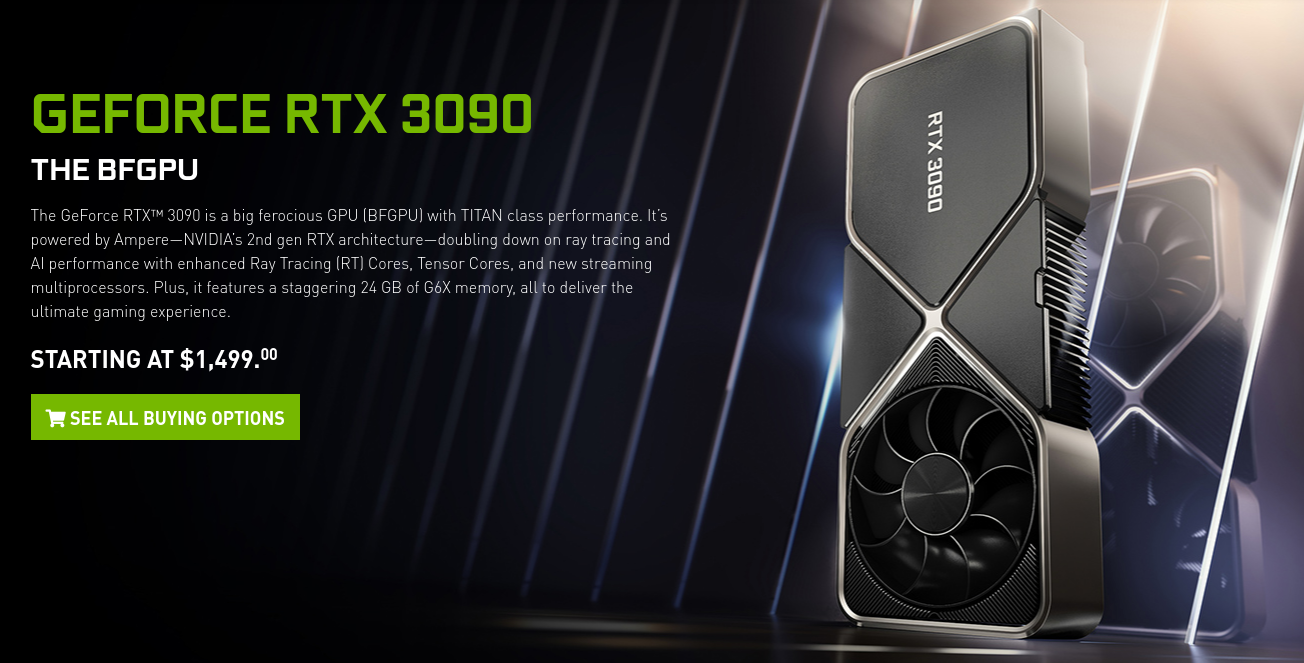 GEFORCE RTX 3090
THE BFGPU
The GeForce RTX™ 3090 is a big ferocious GPU (BFGPU) with TITAN class performance. It’s
powered by Ampere—NVIDIA’s 2nd gen RTX architecture—doubling down on ray tracing and
AI performance with enhanced Ray Tracing (RT) Cores, Tensor Cores, and new streaming
multiprocessors. Plus, it features a staggering 24 GB of G6X memory, all to deliver the
ultimate gaming experience.
STARTING AT $1,499.00
SEE ALL BUYING OPTIONS
RTX 3090